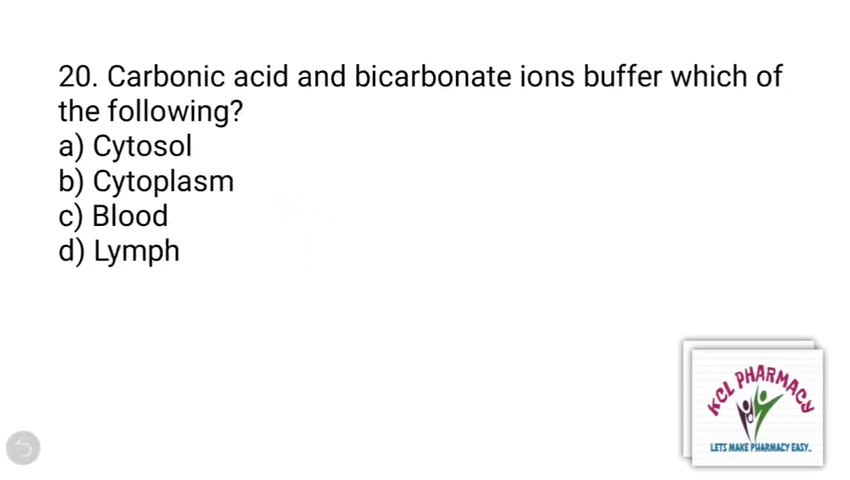 20. Carbonic acid and bicarbonate ions buffer which of
the following?
a) Cytosol
b) Cytoplasm
c) Blood
d) Lymph
KCL PHARMACY
LETS MAKE PHARMACY EASY..